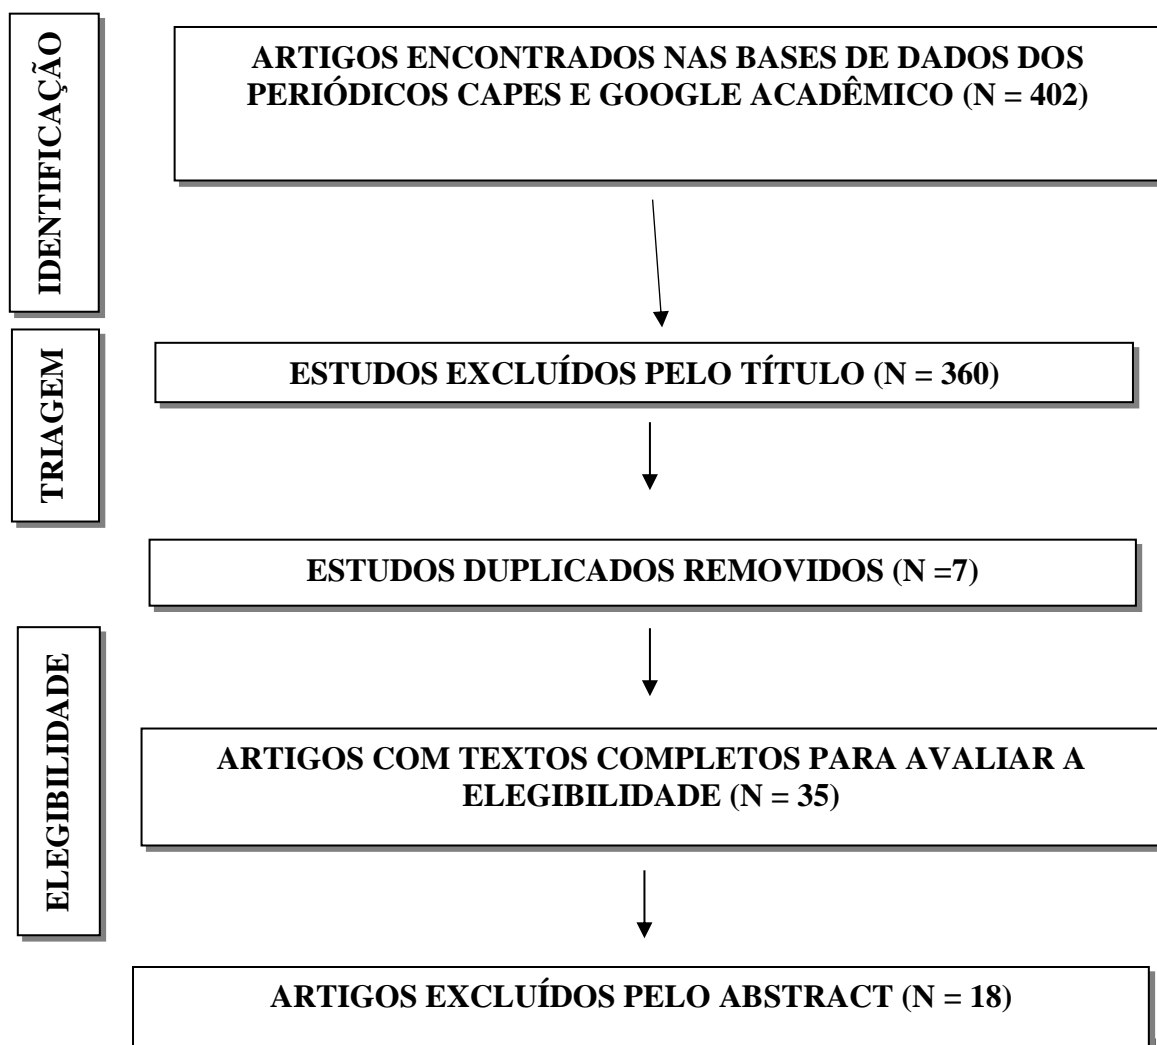 IDENTIFICAÇÃO
ARTIGOS ENCONTRADOS NAS BASES DE DADOS DOS
PERIÓDICOS CAPES E GOOGLE ACADÊMICO (N = 402)
TRIAGEM
ESTUDOS EXCLUÍDOS PELO TÍTULO (N = 360)
ESTUDOS DUPLICADOS REMOVIDOS (N =7)
ELEGIBILIDADE
ARTIGOS COM TEXTOS COMPLETOS PARA AVALIAR A
ELEGIBILIDADE (N = 35)
ARTIGOS EXCLUÍDOS PELO ABSTRACT (N = 18)